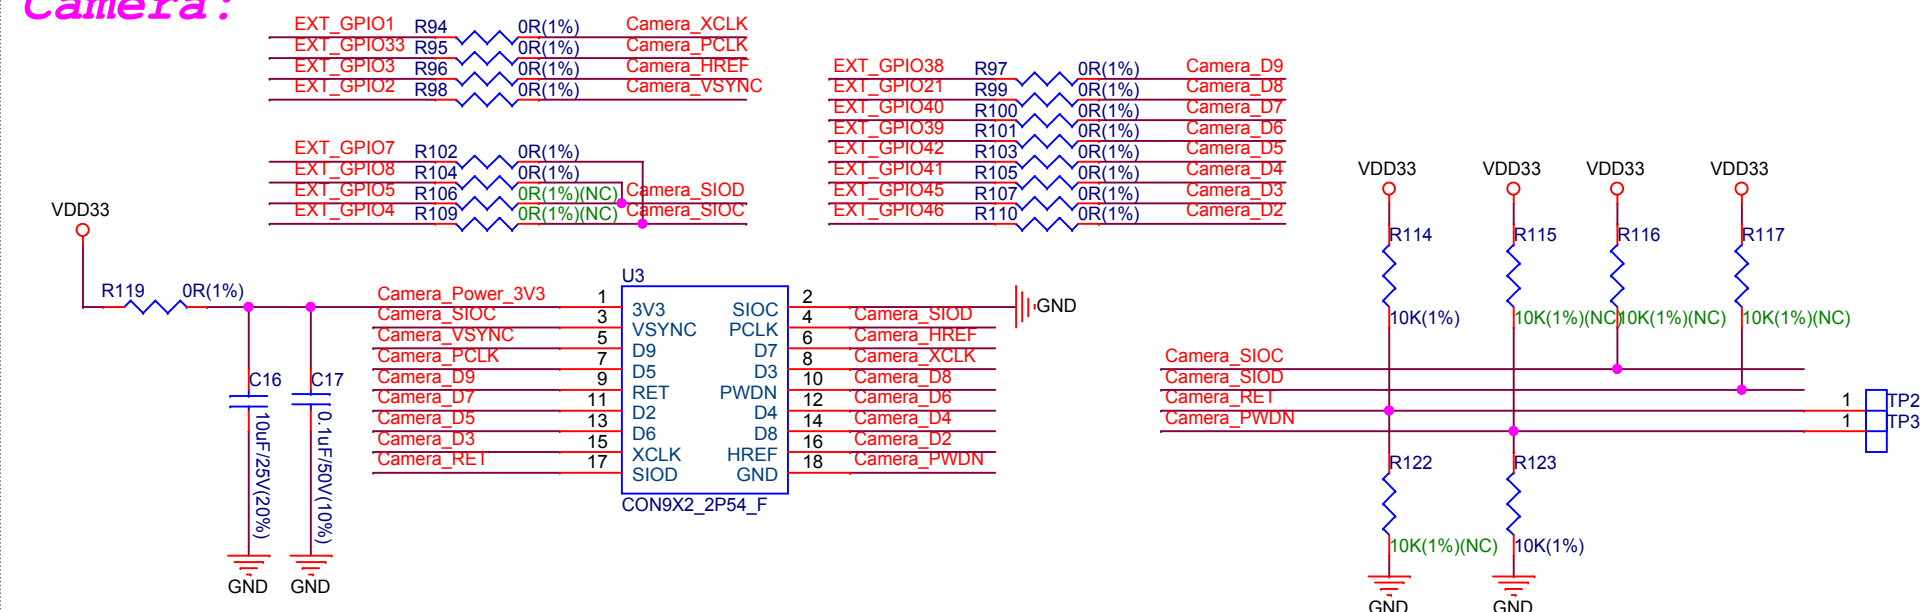 Camera:
EXT_GPIO1 R94 0R(1%) Camera_XCLK
EXT_GPIO33 R95 0R(1%) Camera_PCLK
EXT_GPIO3 R96 0R(1%) Camera_HREF
EXT_GPIO2 R98 0R(1%) Camera_VSYNC
EXT_GPIO38 R97 0R(1%) Camera_D9
EXT_GPIO21 R99 0R(1%) Camera_D8
EXT_GPIO40 R100 0R(1%) Camera_D7
EXT_GPIO39 R101 0R(1%) Camera_D6
EXT_GPIO42 R103 0R(1%) Camera_D5
EXT_GPIO41 R105 0R(1%) Camera_D4
EXT_GPIO45 R107 0R(1%) Camera_D3
EXT_GPIO46 R110 0R(1%) Camera_D2
EXT_GPIO7 R102 0R(1%)
EXT_GPIO8 R104 0R(1%)
EXT_GPIO5 R106 0R(1%)(NC) Camera_SIOD
EXT_GPIO4 R109 0R(1%)(NC) Camera_SIOC
VDD33
R119 0R(1%)
C16 10uF/25V(20%)
C17 0.1uF/50V(10%)
GND GND
U3
Camera_Power_3V3 1 3V3 SIOC 2 GND
Camera_SIOC 3 VSYNC PCLK 4 Camera_SIOD
Camera_VSYNC 5 D9 D7 6 Camera_HREF
Camera_PCLK 7 D5 D3 8 Camera_XCLK
Camera_D9 9 RET PWDN 10 Camera_D8
Camera_D7 11 D2 D4 12 Camera_D6
Camera_D5 13 D6 D8 14 Camera_D4
Camera_D3 15 XCLK HREF 16 Camera_D2
Camera_RET 17 SIOD GND 18 Camera_PWDN
CON9X2_2P54_F
VDD33 VDD33 VDD33 VDD33
R114 R115 R116 R117
10K(1%) 10K(1%)(NC) 10K(1%)(NC) 10K(1%)(NC)
Camera_SIOC
Camera_SIOD
Camera_RET 1 TP2
Camera_PWDN 1 TP3
R122 R123
10K(1%)(NC) 10K(1%)
GND GND